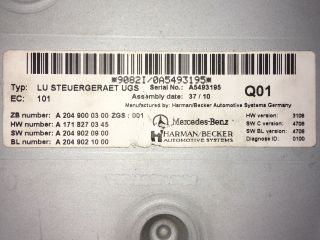 *9082I/0A5493195*
Typ: LU STEUERGERAET UGS Serial No.: A5493195 Q01
EC: 101 Assembly date: 37 / 10
Manufactured by: Harman/Becker Automotive Systems Germany
ZB number A 204 900 03 00 ZGS : 001 Mercedes-Benz HW version: 3108
HW number A 171 827 03 45 SW C version: 4708
SW number A 204 902 09 00 HARMAN/BECKER SW BL version: 4708
BL number A 204 902 10 00 AUTOMOTIVE SYSTEMS Diagnose ID: 0100